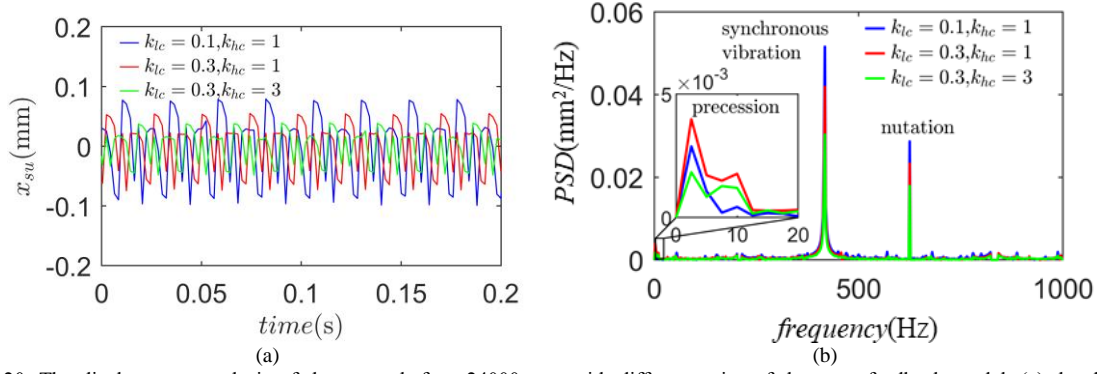 0.2
0.1
0
-0.1
-0.2
x_su(mm)
k_lc = 0.1,k_hc = 1
k_lc = 0.3,k_hc = 1
k_lc = 0.3,k_hc = 3
0 0.05 0.1 0.15 0.2
time(s)
(a)
0.06
0.04
0.02
0
PSD(mm²/Hz)
synchronous
vibration
k_lc = 0.1,k_hc = 1
k_lc = 0.3,k_hc = 1
k_lc = 0.3,k_hc = 3
×10⁻³
5
precession
0
0 10 20
nutation
0 500 1000
frequency(Hz)
(b)